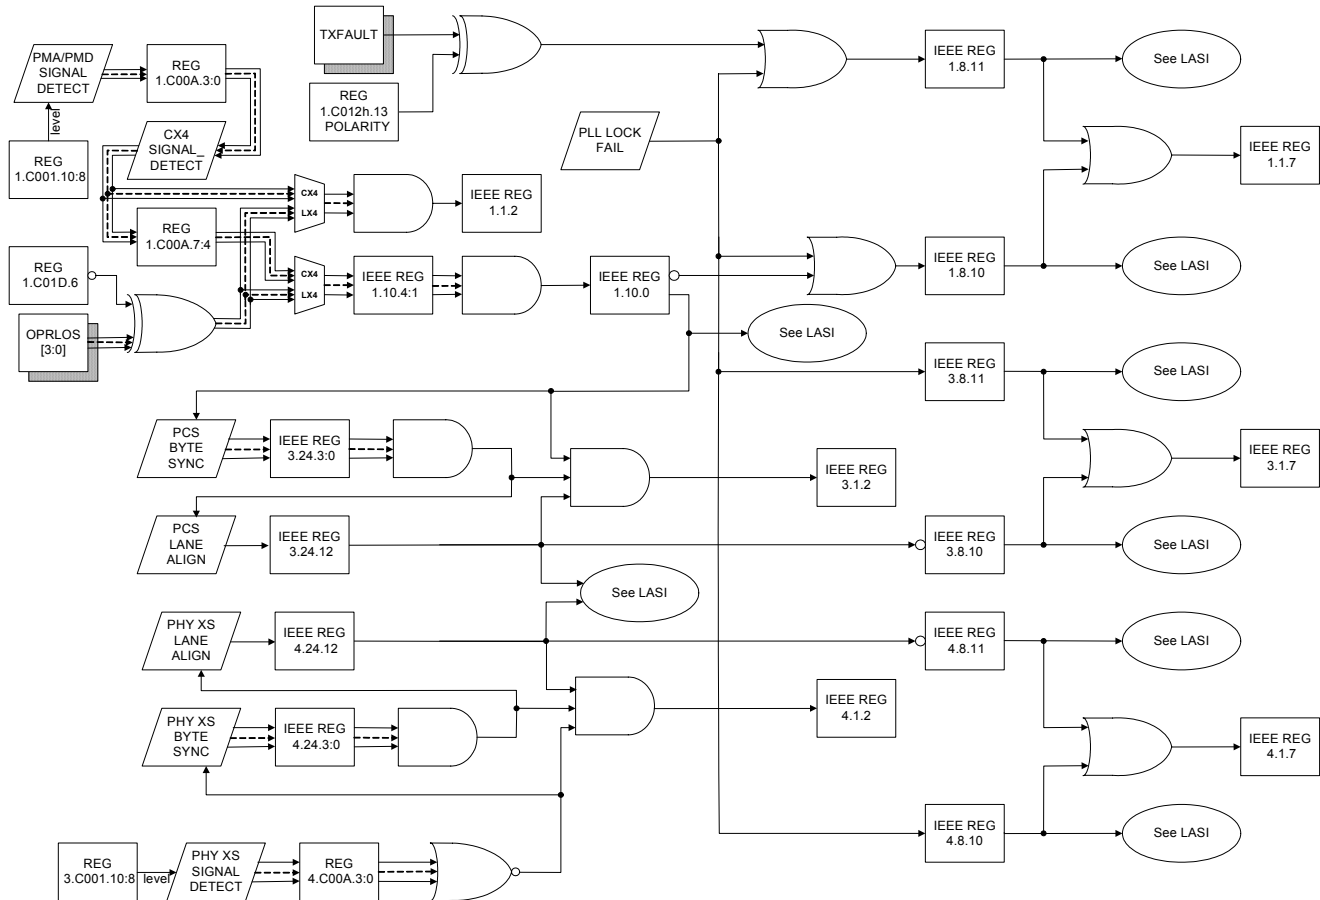 TXFAULT
REG
1.C012h.13
POLARITY
PMA/PMD
SIGNAL
DETECT
REG
1.C00A.3:0
level
REG
1.C001.10:8
CX4
SIGNAL_
DETECT
REG
1.C00A.7:4
REG
1.C01D.6
OPRLOS
[3:0]
CX4
LX4
IEEE REG
1.1.2
CX4
LX4
IEEE REG
1.10.4:1
IEEE REG
1.10.0
PLL LOCK
FAIL
IEEE REG
1.8.11
See LASI
IEEE REG
1.1.7
IEEE REG
1.8.10
See LASI
See LASI
IEEE REG
3.8.11
See LASI
PCS
BYTE
SYNC
IEEE REG
3.24.3:0
IEEE REG
3.1.2
IEEE REG
3.1.7
PCS
LANE
ALIGN
IEEE REG
3.24.12
IEEE REG
3.8.10
See LASI
See LASI
PHY XS
LANE
ALIGN
IEEE REG
4.24.12
IEEE REG
4.8.11
See LASI
PHY XS
BYTE
SYNC
IEEE REG
4.24.3:0
IEEE REG
4.1.2
IEEE REG
4.1.7
IEEE REG
4.8.10
See LASI
REG
3.C001.10:8
level
PHY XS
SIGNAL
DETECT
REG
4.C00A.3:0